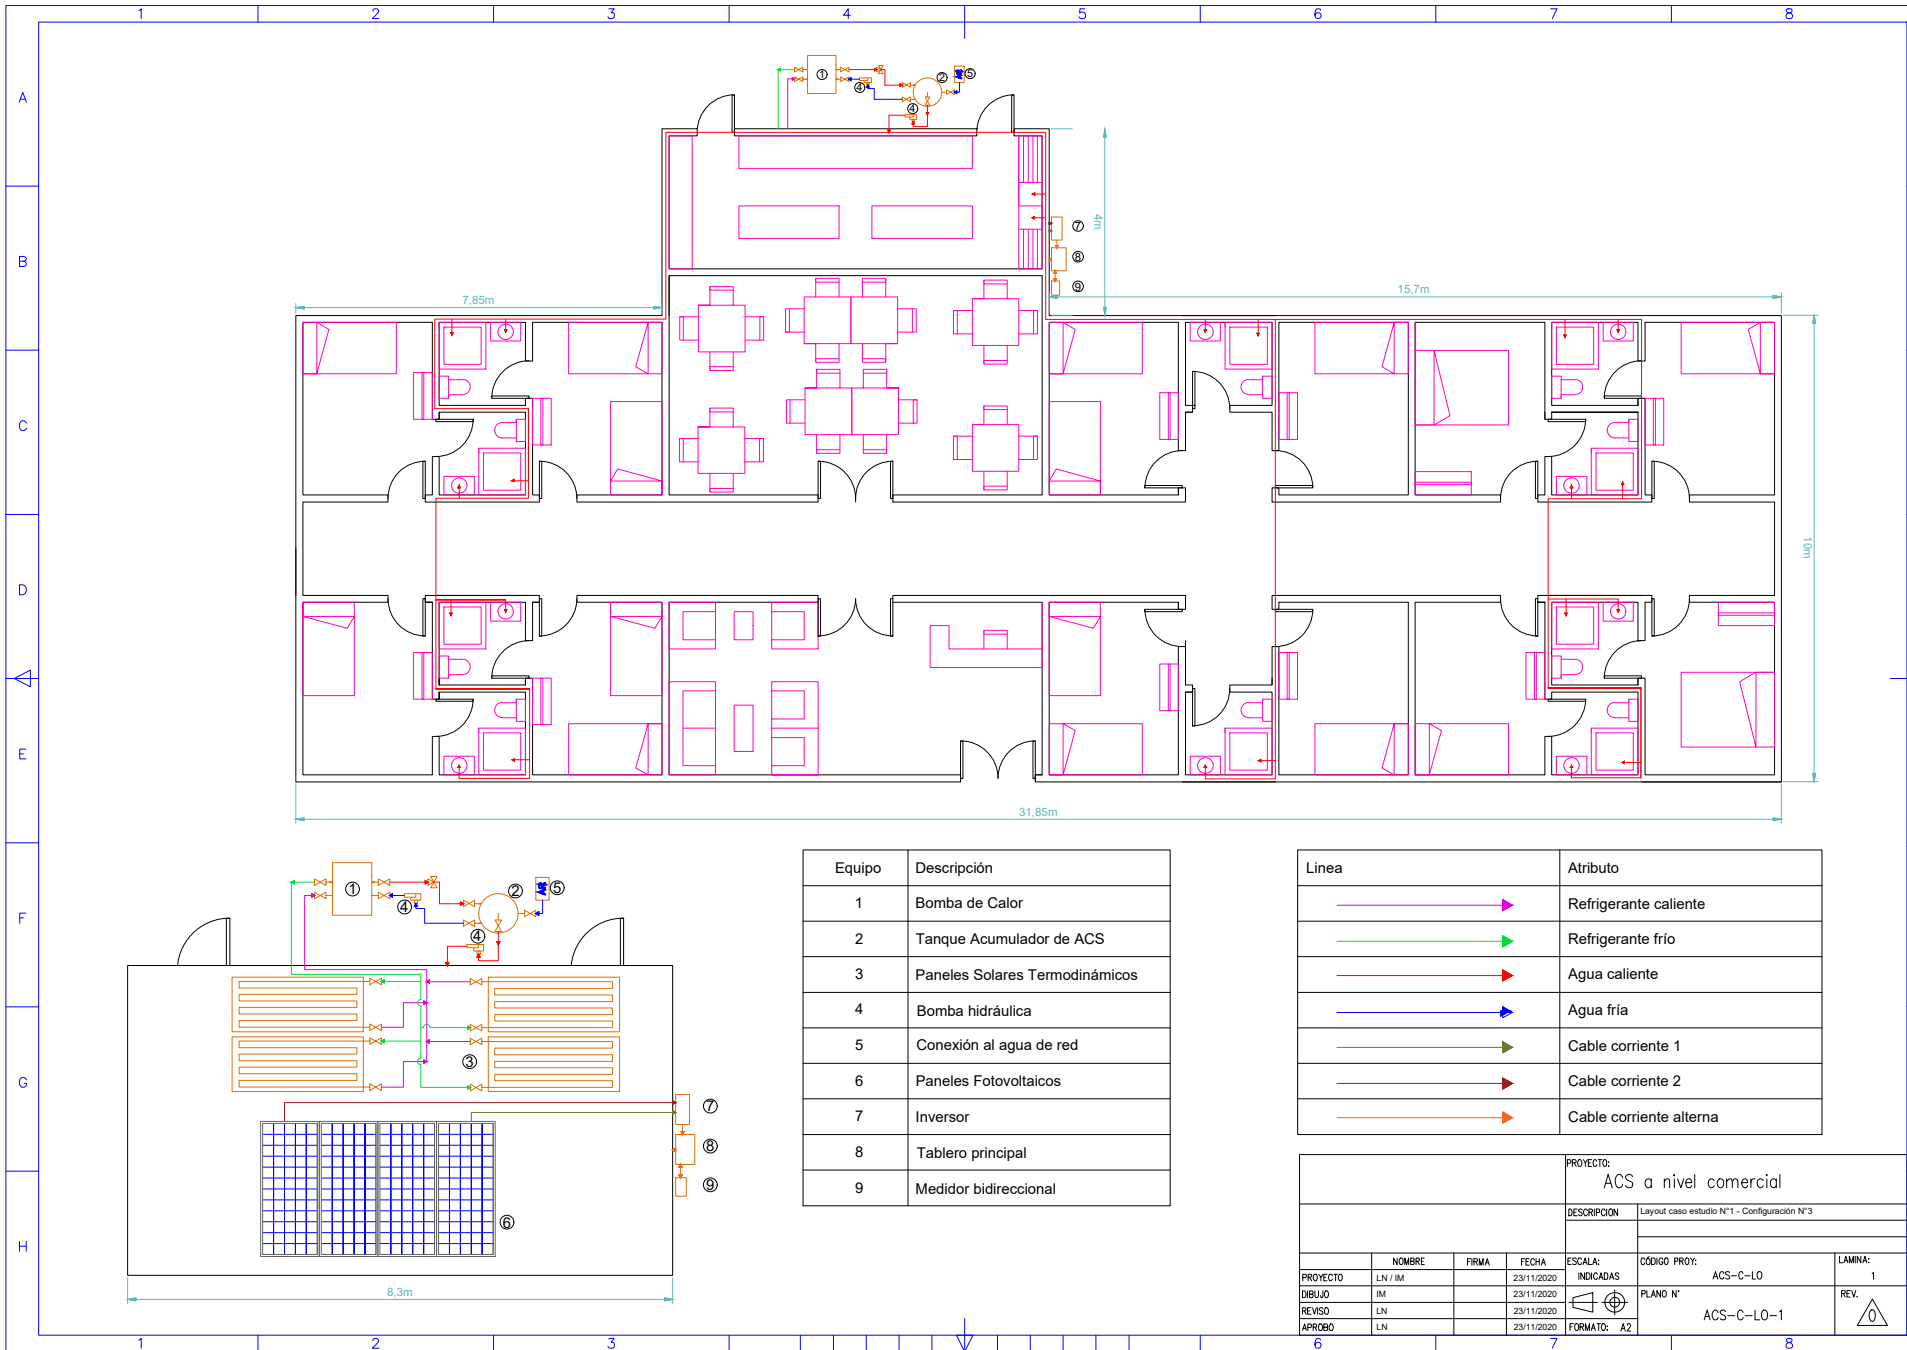 1 2 3 4 5 6 7 8
A
B
C
D
E
F
G
H
1
2
5
4
4
7
8
9
4m
7,85m
15,7m
10m
31,85m
1
2
5
4
4
3
7
8
9
6
8,3m
Equipo Descripción
1 Bomba de Calor
2 Tanque Acumulador de ACS
3 Paneles Solares Termodinámicos
4 Bomba hidráulica
5 Conexión al agua de red
6 Paneles Fotovoltaicos
7 Inversor
8 Tablero principal
9 Medidor bidireccional
Linea Atributo
Refrigerante caliente
Refrigerante frío
Agua caliente
Agua fría
Cable corriente 1
Cable corriente 2
Cable corriente alterna
PROYECTO:
ACS a nivel comercial
DESCRIPCION Layout caso estudio N°1 - Configuración N°3
NOMBRE FIRMA FECHA
PROYECTO LN / IM 23/11/2020
DIBUJO IM 23/11/2020
REVISO LN 23/11/2020
APROBO LN 23/11/2020
ESCALA:
INDICADAS
FORMATO: A2
CÓDIGO PROY:
ACS-C-LO
LAMINA:
1
PLANO N°
ACS-C-LO-1
REV.
0
1 2 3 6 7 8